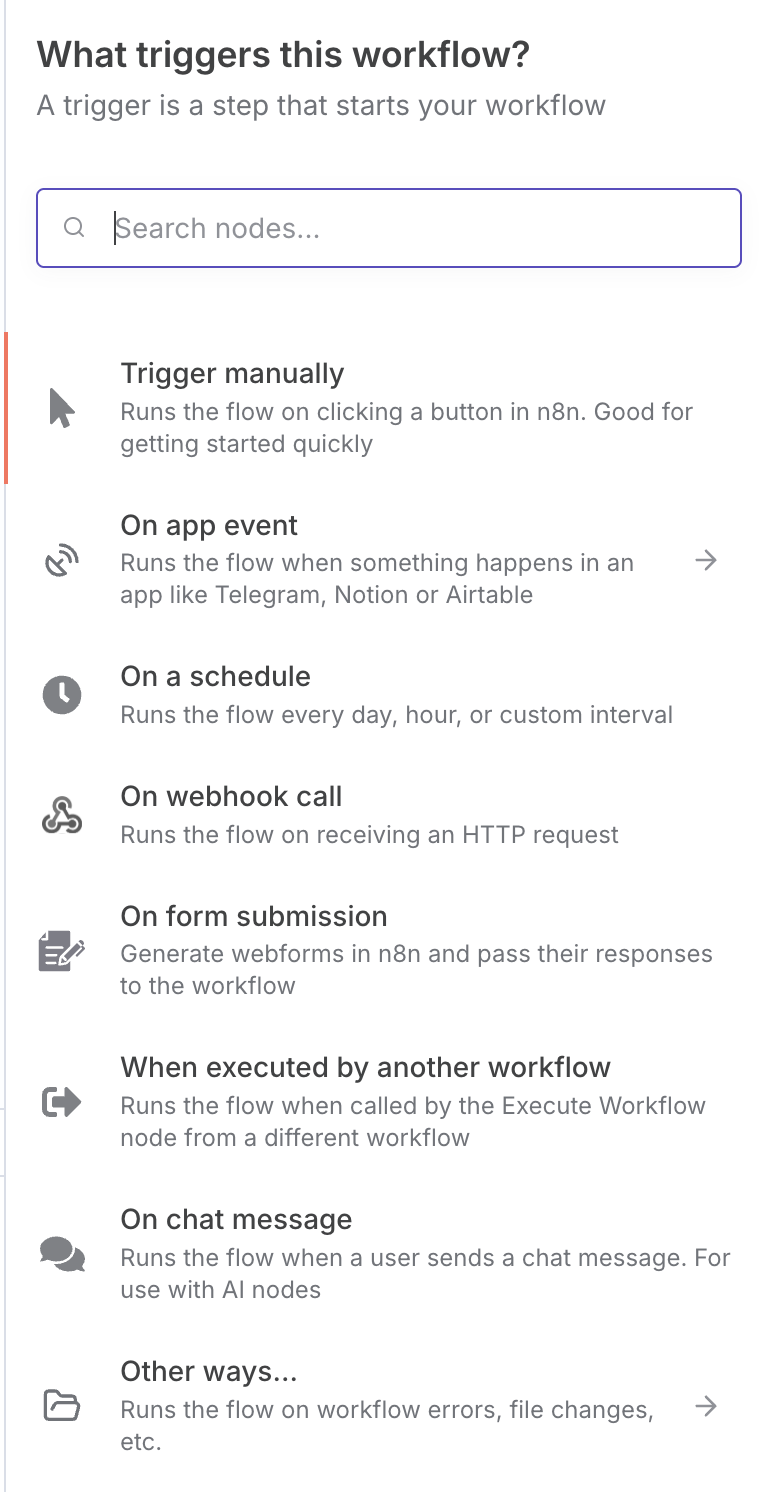 What triggers this workflow?
A trigger is a step that starts your workflow
Search nodes...
Trigger manually
Runs the flow on clicking a button in n8n. Good for
getting started quickly
On app event
Runs the flow when something happens in an
app like Telegram, Notion or Airtable
On a schedule
Runs the flow every day, hour, or custom interval
On webhook call
Runs the flow on receiving an HTTP request
On form submission
Generate webforms in n8n and pass their responses
to the workflow
When executed by another workflow
Runs the flow when called by the Execute Workflow
node from a different workflow
On chat message
Runs the flow when a user sends a chat message. For
use with AI nodes
Other ways...
Runs the flow on workflow errors, file changes,
etc.